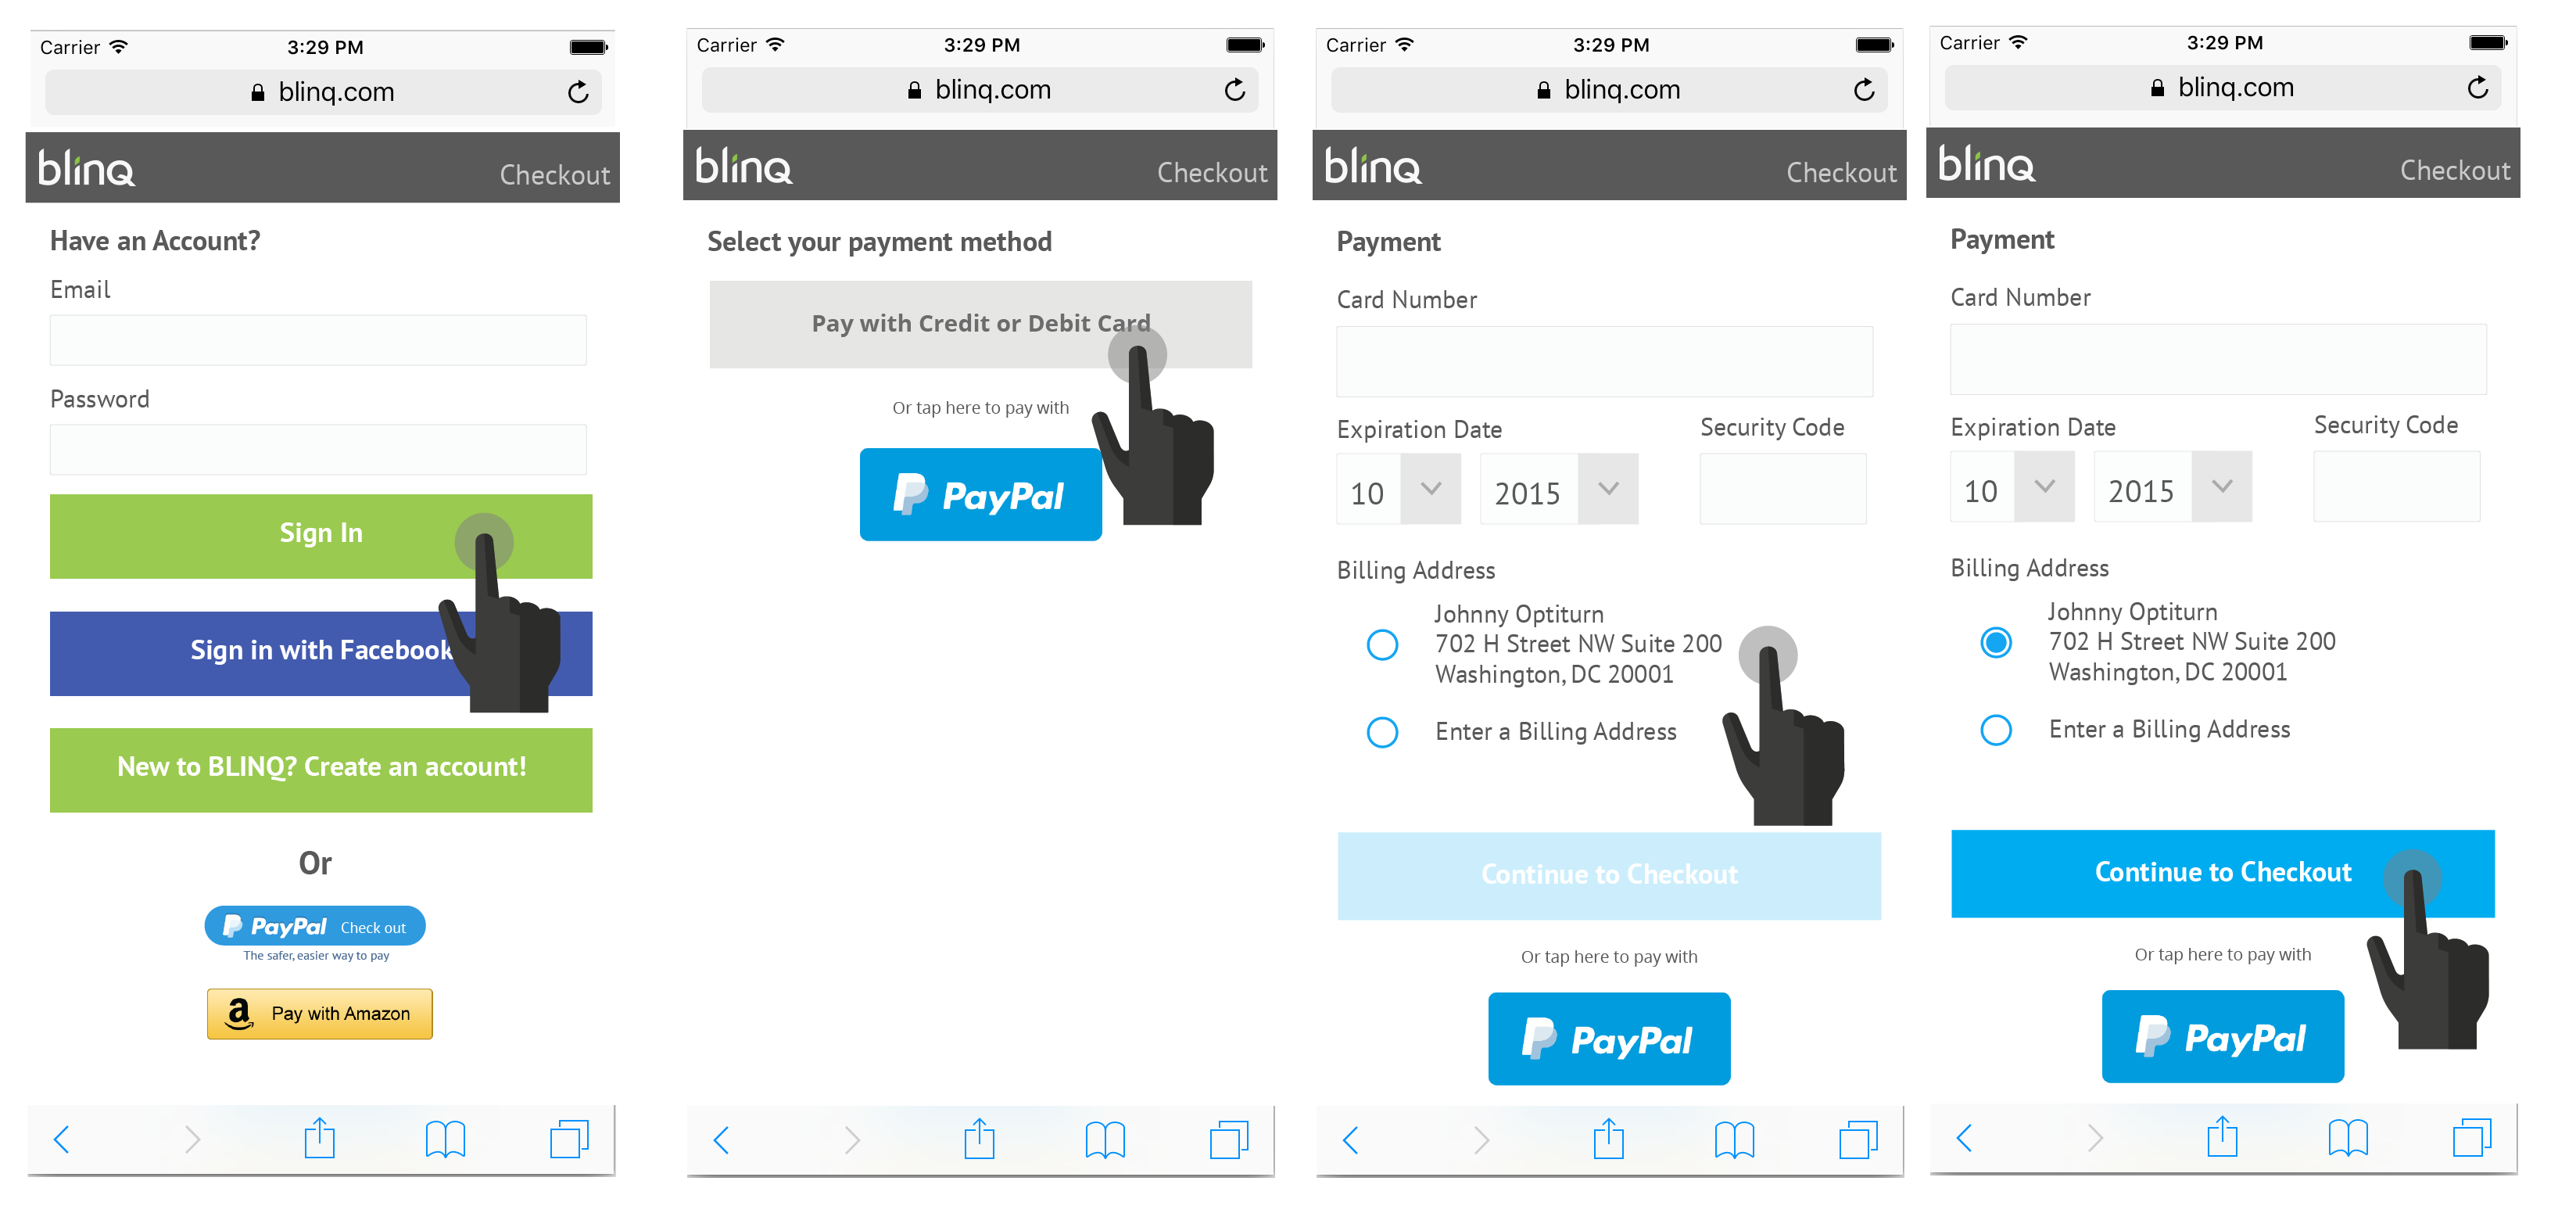 Carrier 3:29 PM
blinq.com
blinq Checkout
Have an Account?
Email
Password
Sign In
Sign in with Facebook
New to BLINQ? Create an account!
Or
PayPal Check out
The safer, easier way to pay
a Pay with Amazon
Carrier 3:29 PM
blinq.com
blinq Checkout
Select your payment method
Pay with Credit or Debit Card
Or tap here to pay with
PayPal
Carrier 3:29 PM
blinq.com
blinq Checkout
Payment
Card Number
Expiration Date Security Code
10 2015
Billing Address
Johnny Optiturn
702 H Street NW Suite 200
Washington, DC 20001
Enter a Billing Address
Continue to Checkout
Or tap here to pay with
PayPal
Carrier 3:29 PM
blinq.com
blinq Checkout
Payment
Card Number
Expiration Date Security Code
10 2015
Billing Address
Johnny Optiturn
702 H Street NW Suite 200
Washington, DC 20001
Enter a Billing Address
Continue to Checkout
Or tap here to pay with
PayPal